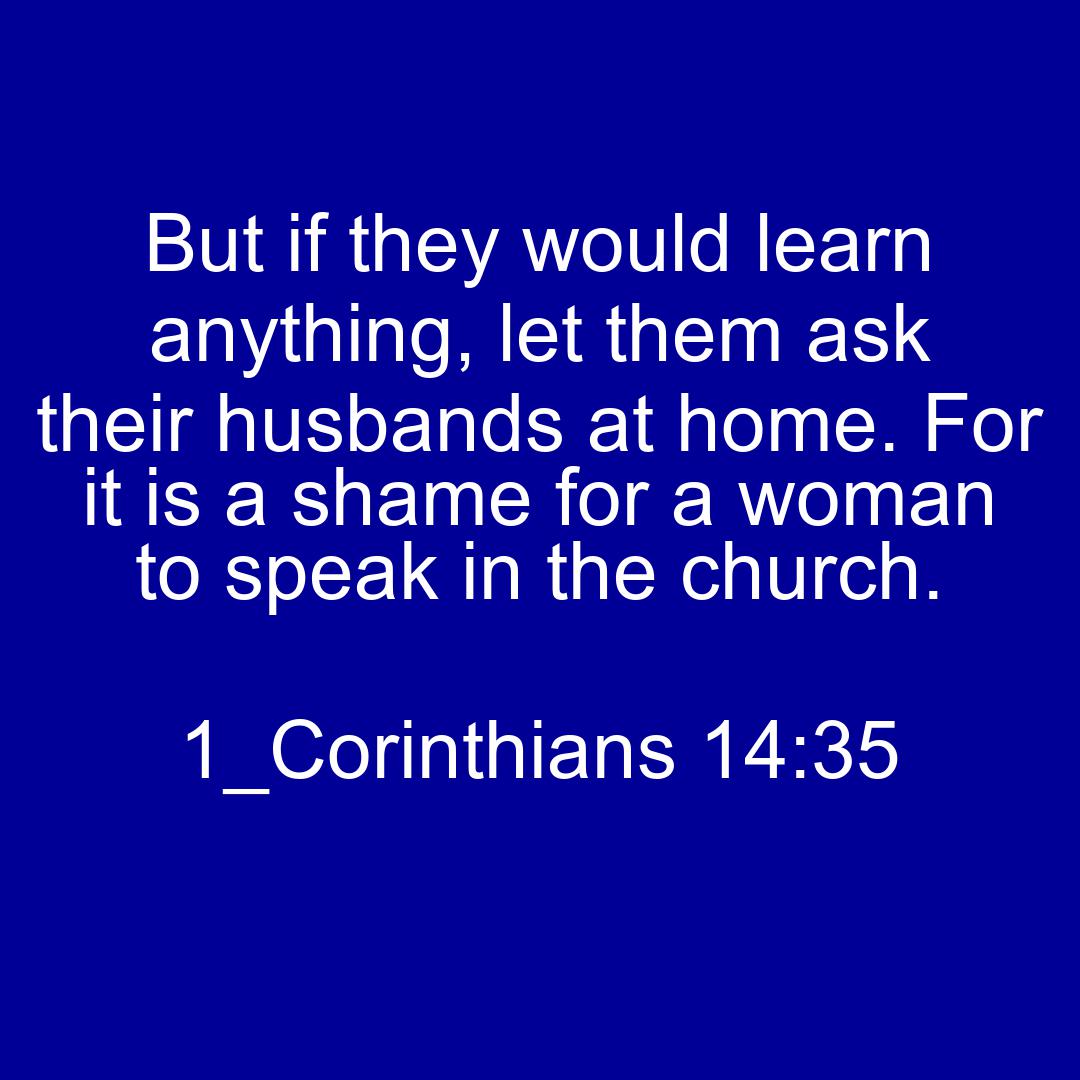 But if they would learn
anything, let them ask
their husbands at home. For
it is a shame for a woman
to speak in the church.
1_Corinthians 14:35